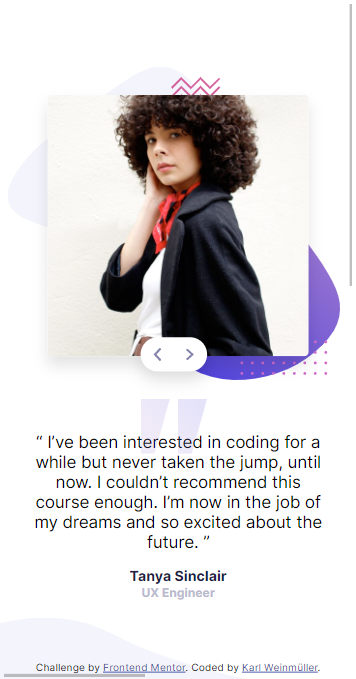 “ I’ve been interested in coding for a
while but never taken the jump, until
now. I couldn’t recommend this
course enough. I’m now in the job of
my dreams and so excited about the
future. ”
Tanya Sinclair
UX Engineer
Challenge by Frontend Mentor. Coded by Karl Weinmüller.